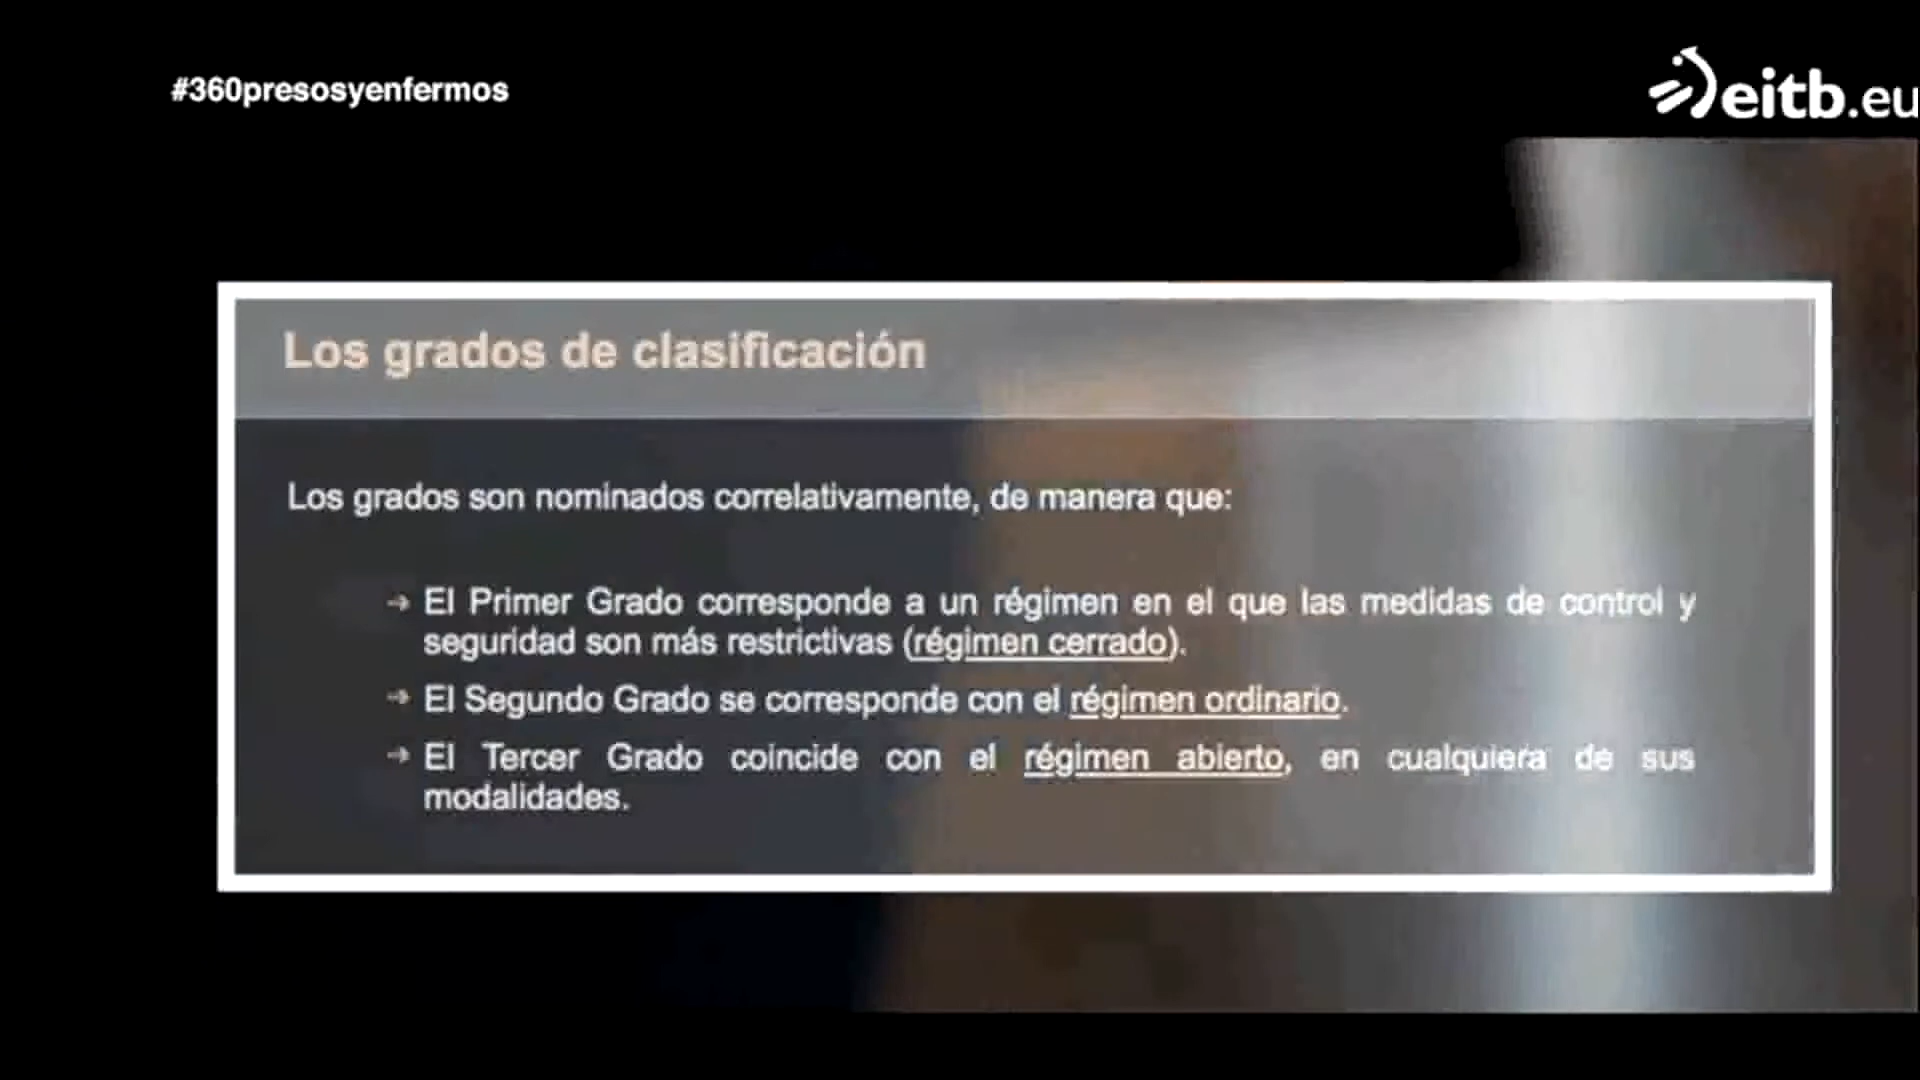 #360presosyenfermos
eitb.eu
Los grados de clasificación
Los grados son nominados correlativamente, de manera que:
→ El Primer Grado corresponde a un régimen en el que las medidas de control y
seguridad son más restrictivas (régimen cerrado).
→ El Segundo Grado se corresponde con el régimen ordinario.
→ El Tercer Grado coincide con el régimen abierto, en cualquiera de sus
modalidades.